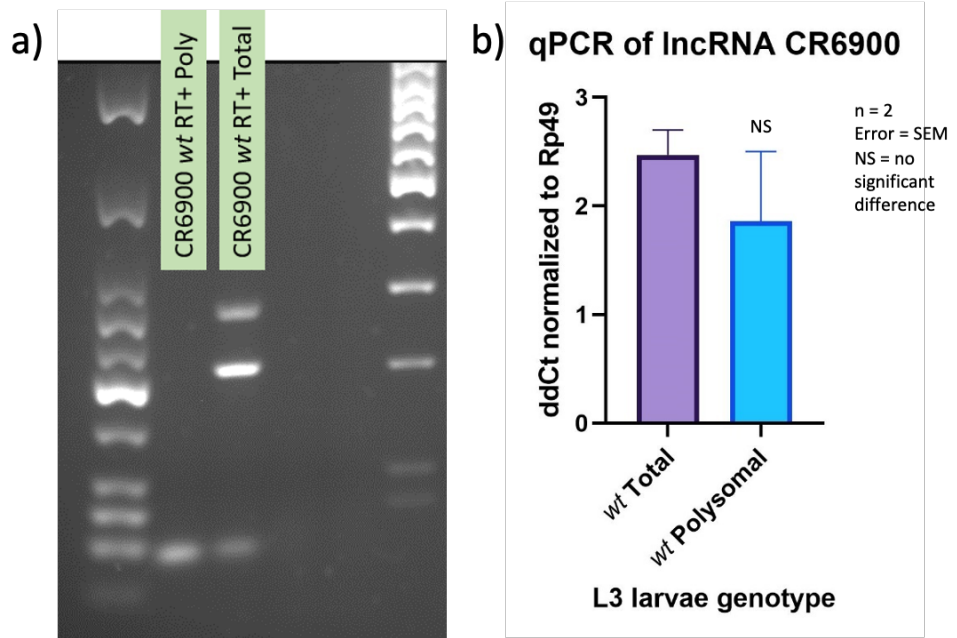 a)
CR6900 wt RT+ Poly
CR6900 wt RT+ Total
b)
qPCR of lncRNA CR6900
ddCt normalized to Rp49
3
2
1
0
NS
n = 2
Error = SEM
NS = no
significant
difference
wt Total
wt Polysomal
L3 larvae genotype